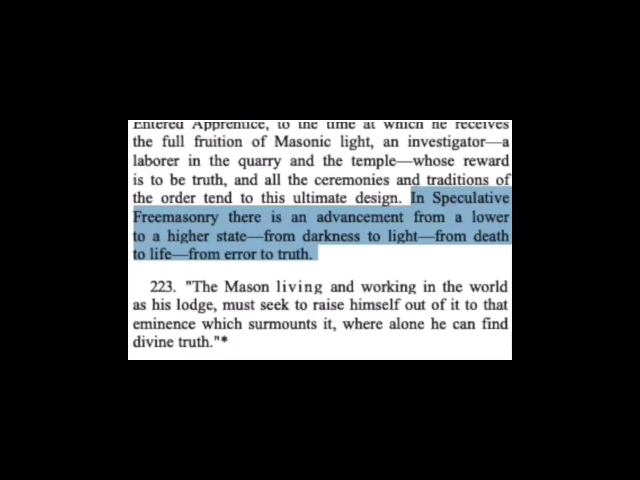 Entered Apprentice, to the time at which he receives
the full fruition of Masonic light, an investigator—a
laborer in the quarry and the temple—whose reward
is to be truth, and all the ceremonies and traditions of
the order tend to this ultimate design. In Speculative
Freemasonry there is an advancement from a lower
to a higher state—from darkness to light—from death
to life—from error to truth.
223. "The Mason living and working in the world
as his lodge, must seek to raise himself out of it to that
eminence which surmounts it, where alone he can find
divine truth."*